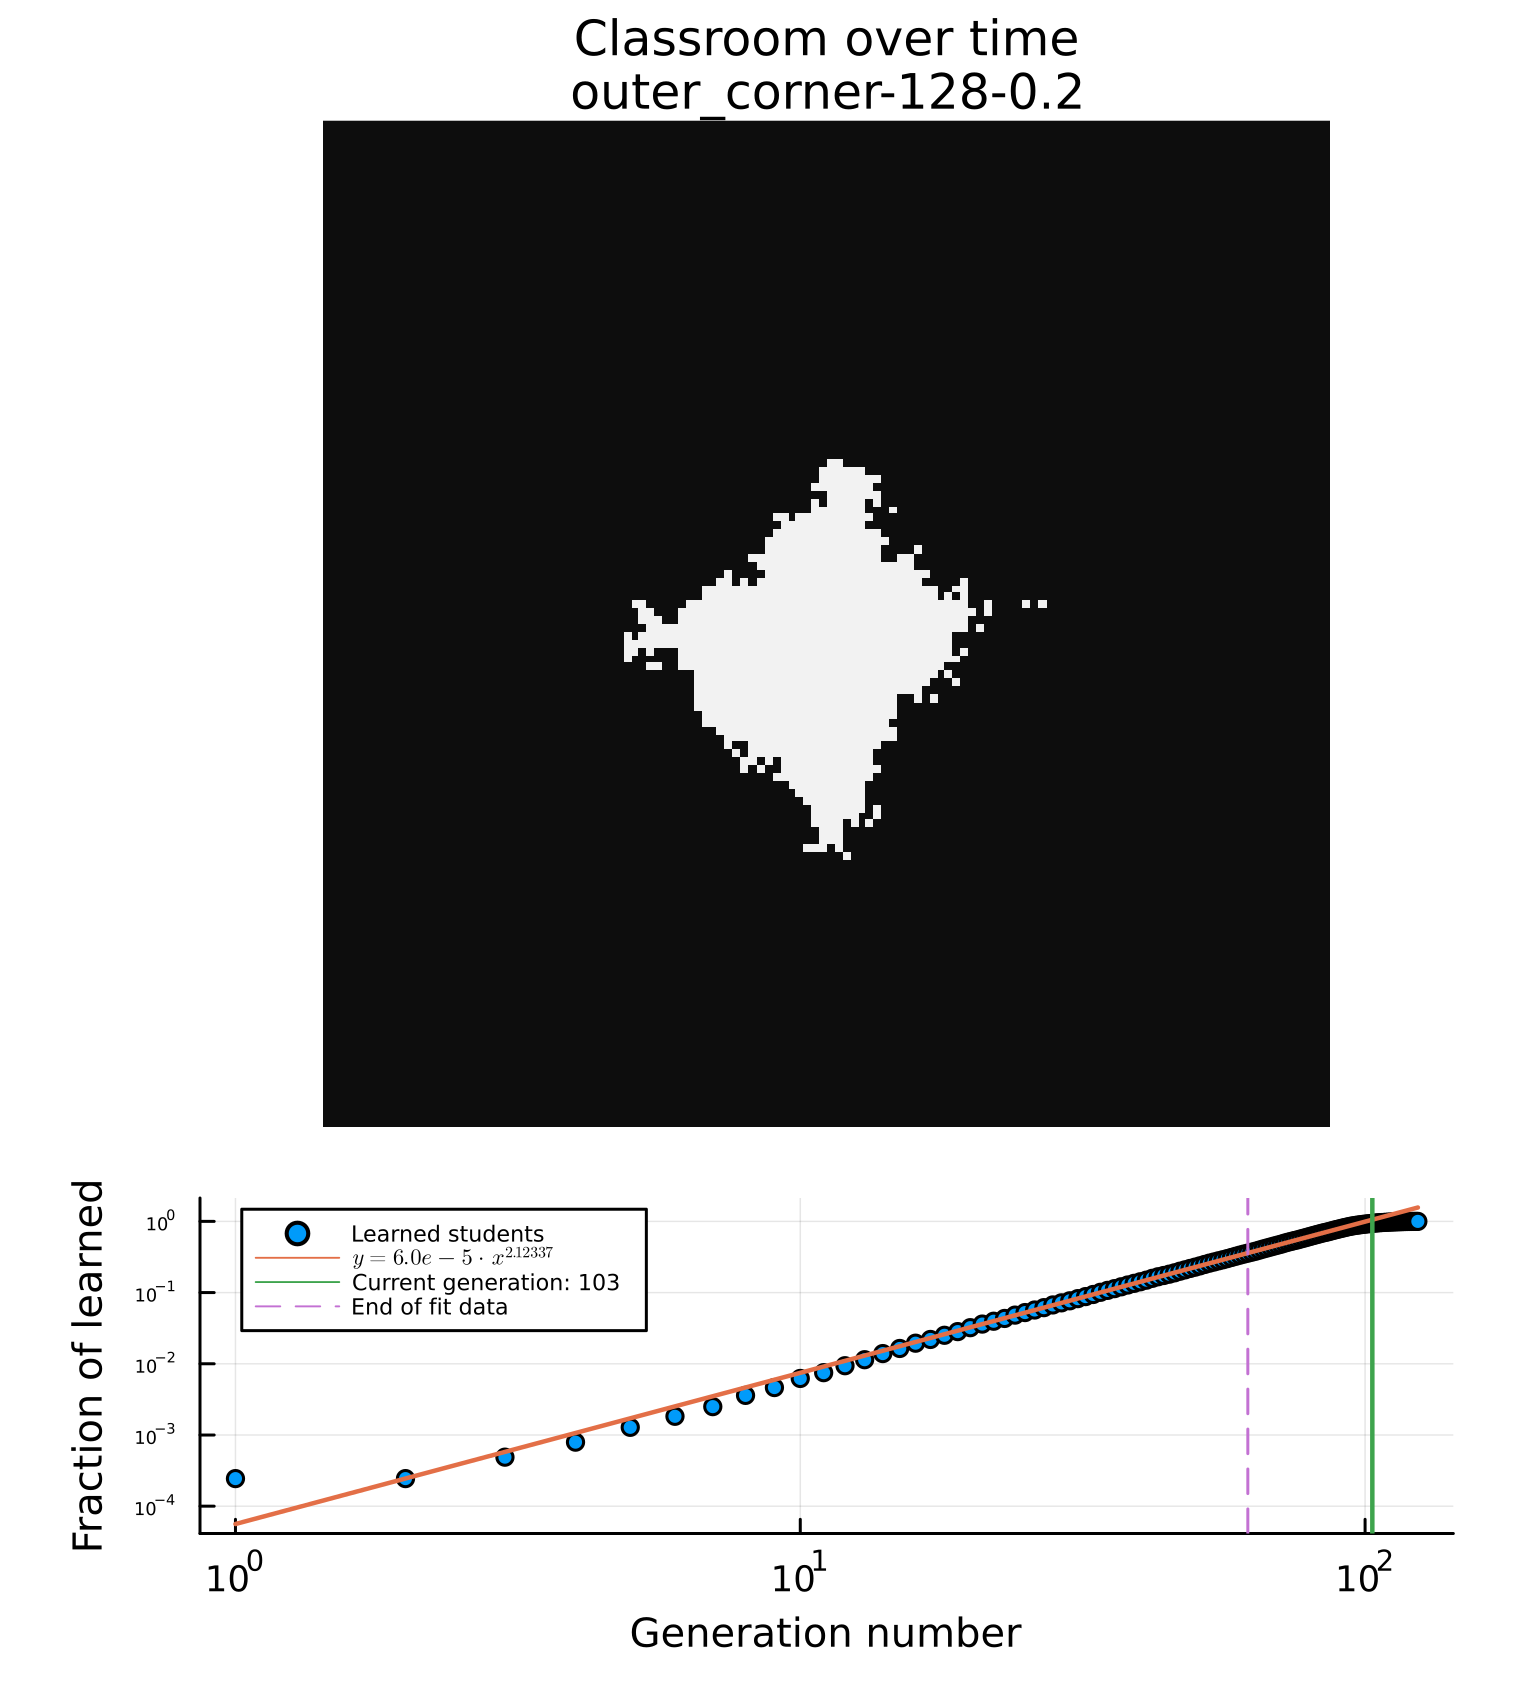 Classroom over time
outer_corner-128-0.2
Fraction of learned
10^0
10^-1
10^-2
10^-3
10^-4
Learned students
y = 6.0e − 5 · x^2.12337
Current generation: 103
End of fit data
10^0 10^1 10^2
Generation number